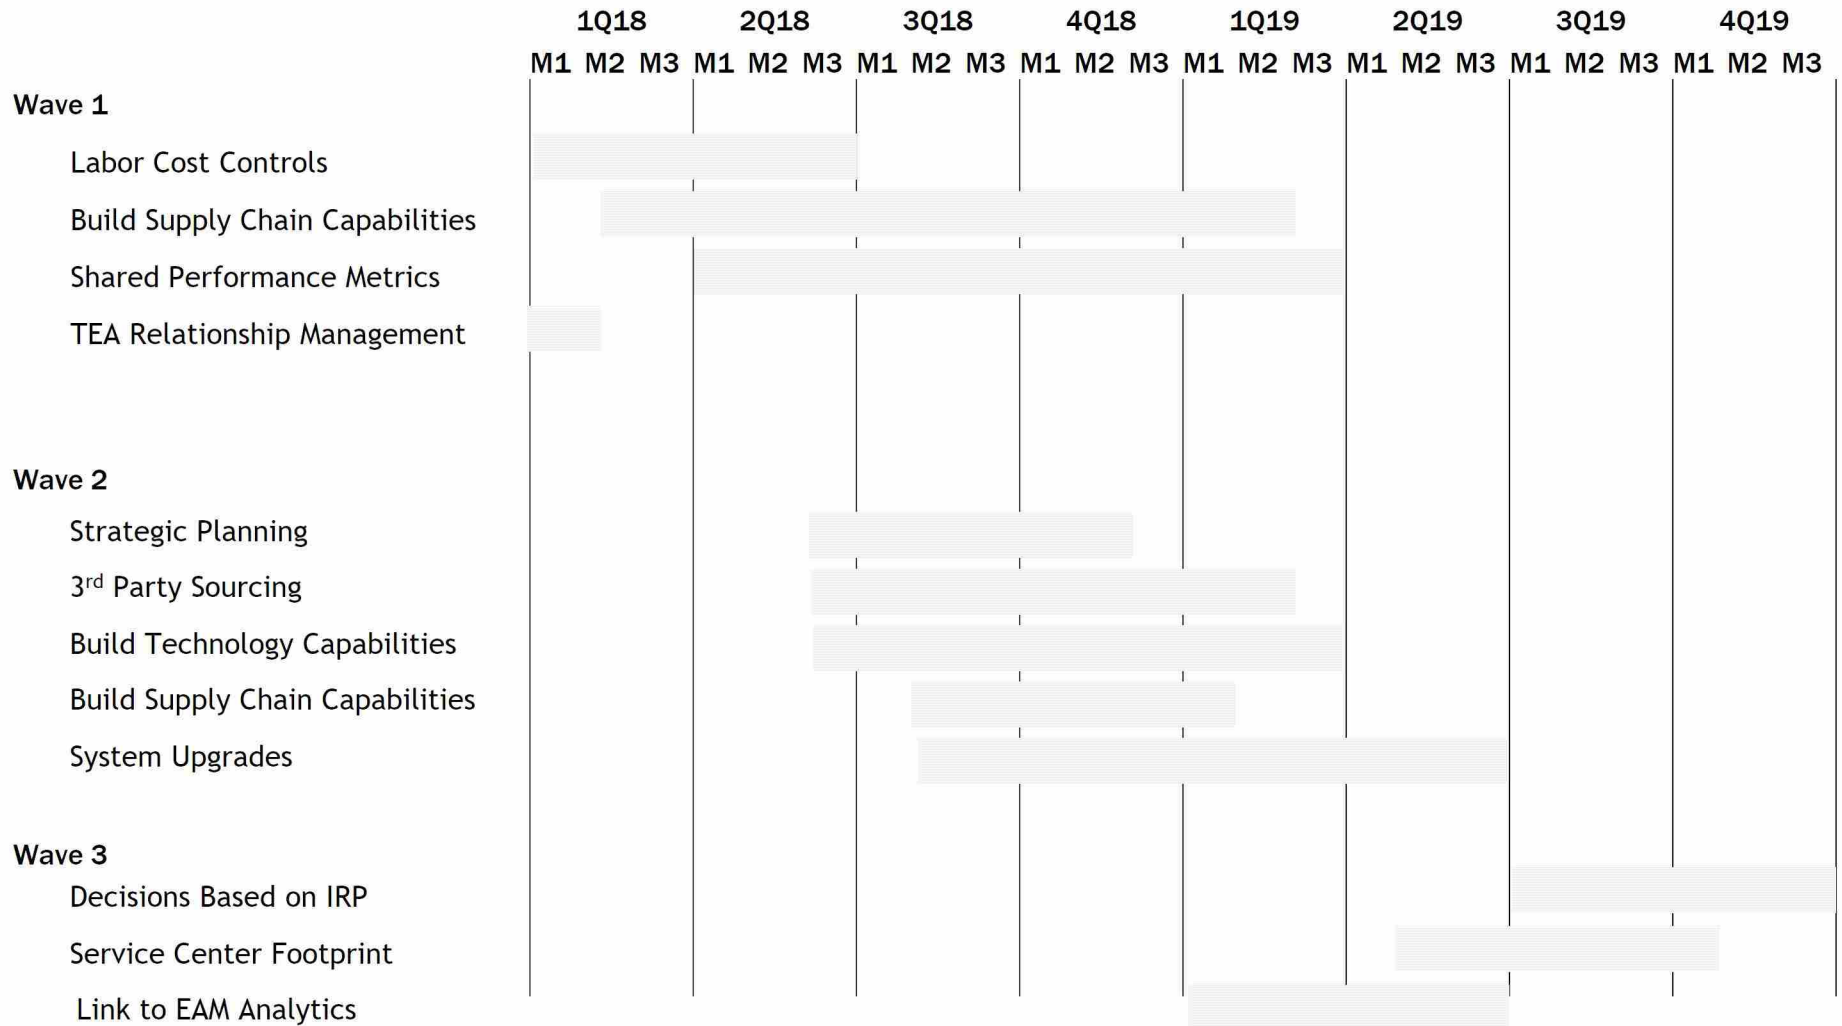 1Q18 2Q18 3Q18 4Q18 1Q19 2Q19 3Q19 4Q19
M1 M2 M3 M1 M2 M3 M1 M2 M3 M1 M2 M3 M1 M2 M3 M1 M2 M3 M1 M2 M3 M1 M2 M3
Wave 1
Labor Cost Controls
Build Supply Chain Capabilities
Shared Performance Metrics
TEA Relationship Management
Wave 2
Strategic Planning
3rd Party Sourcing
Build Technology Capabilities
Build Supply Chain Capabilities
System Upgrades
Wave 3
Decisions Based on IRP
Service Center Footprint
Link to EAM Analytics